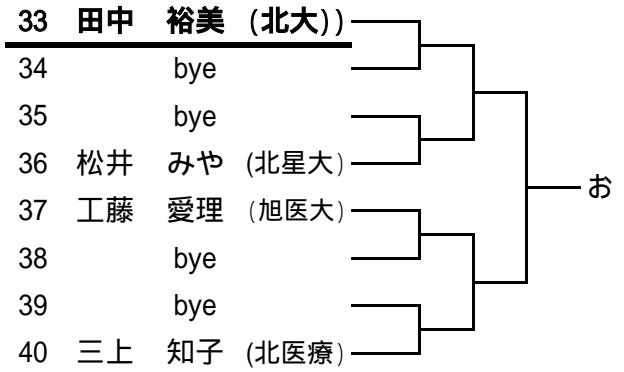 33 田中 裕美 (北大))
34 bye
35 bye
36 松井 みや (北星大)
37 工藤 愛理 (旭医大)
38 bye
39 bye
40 三上 知子 (北医療)
お